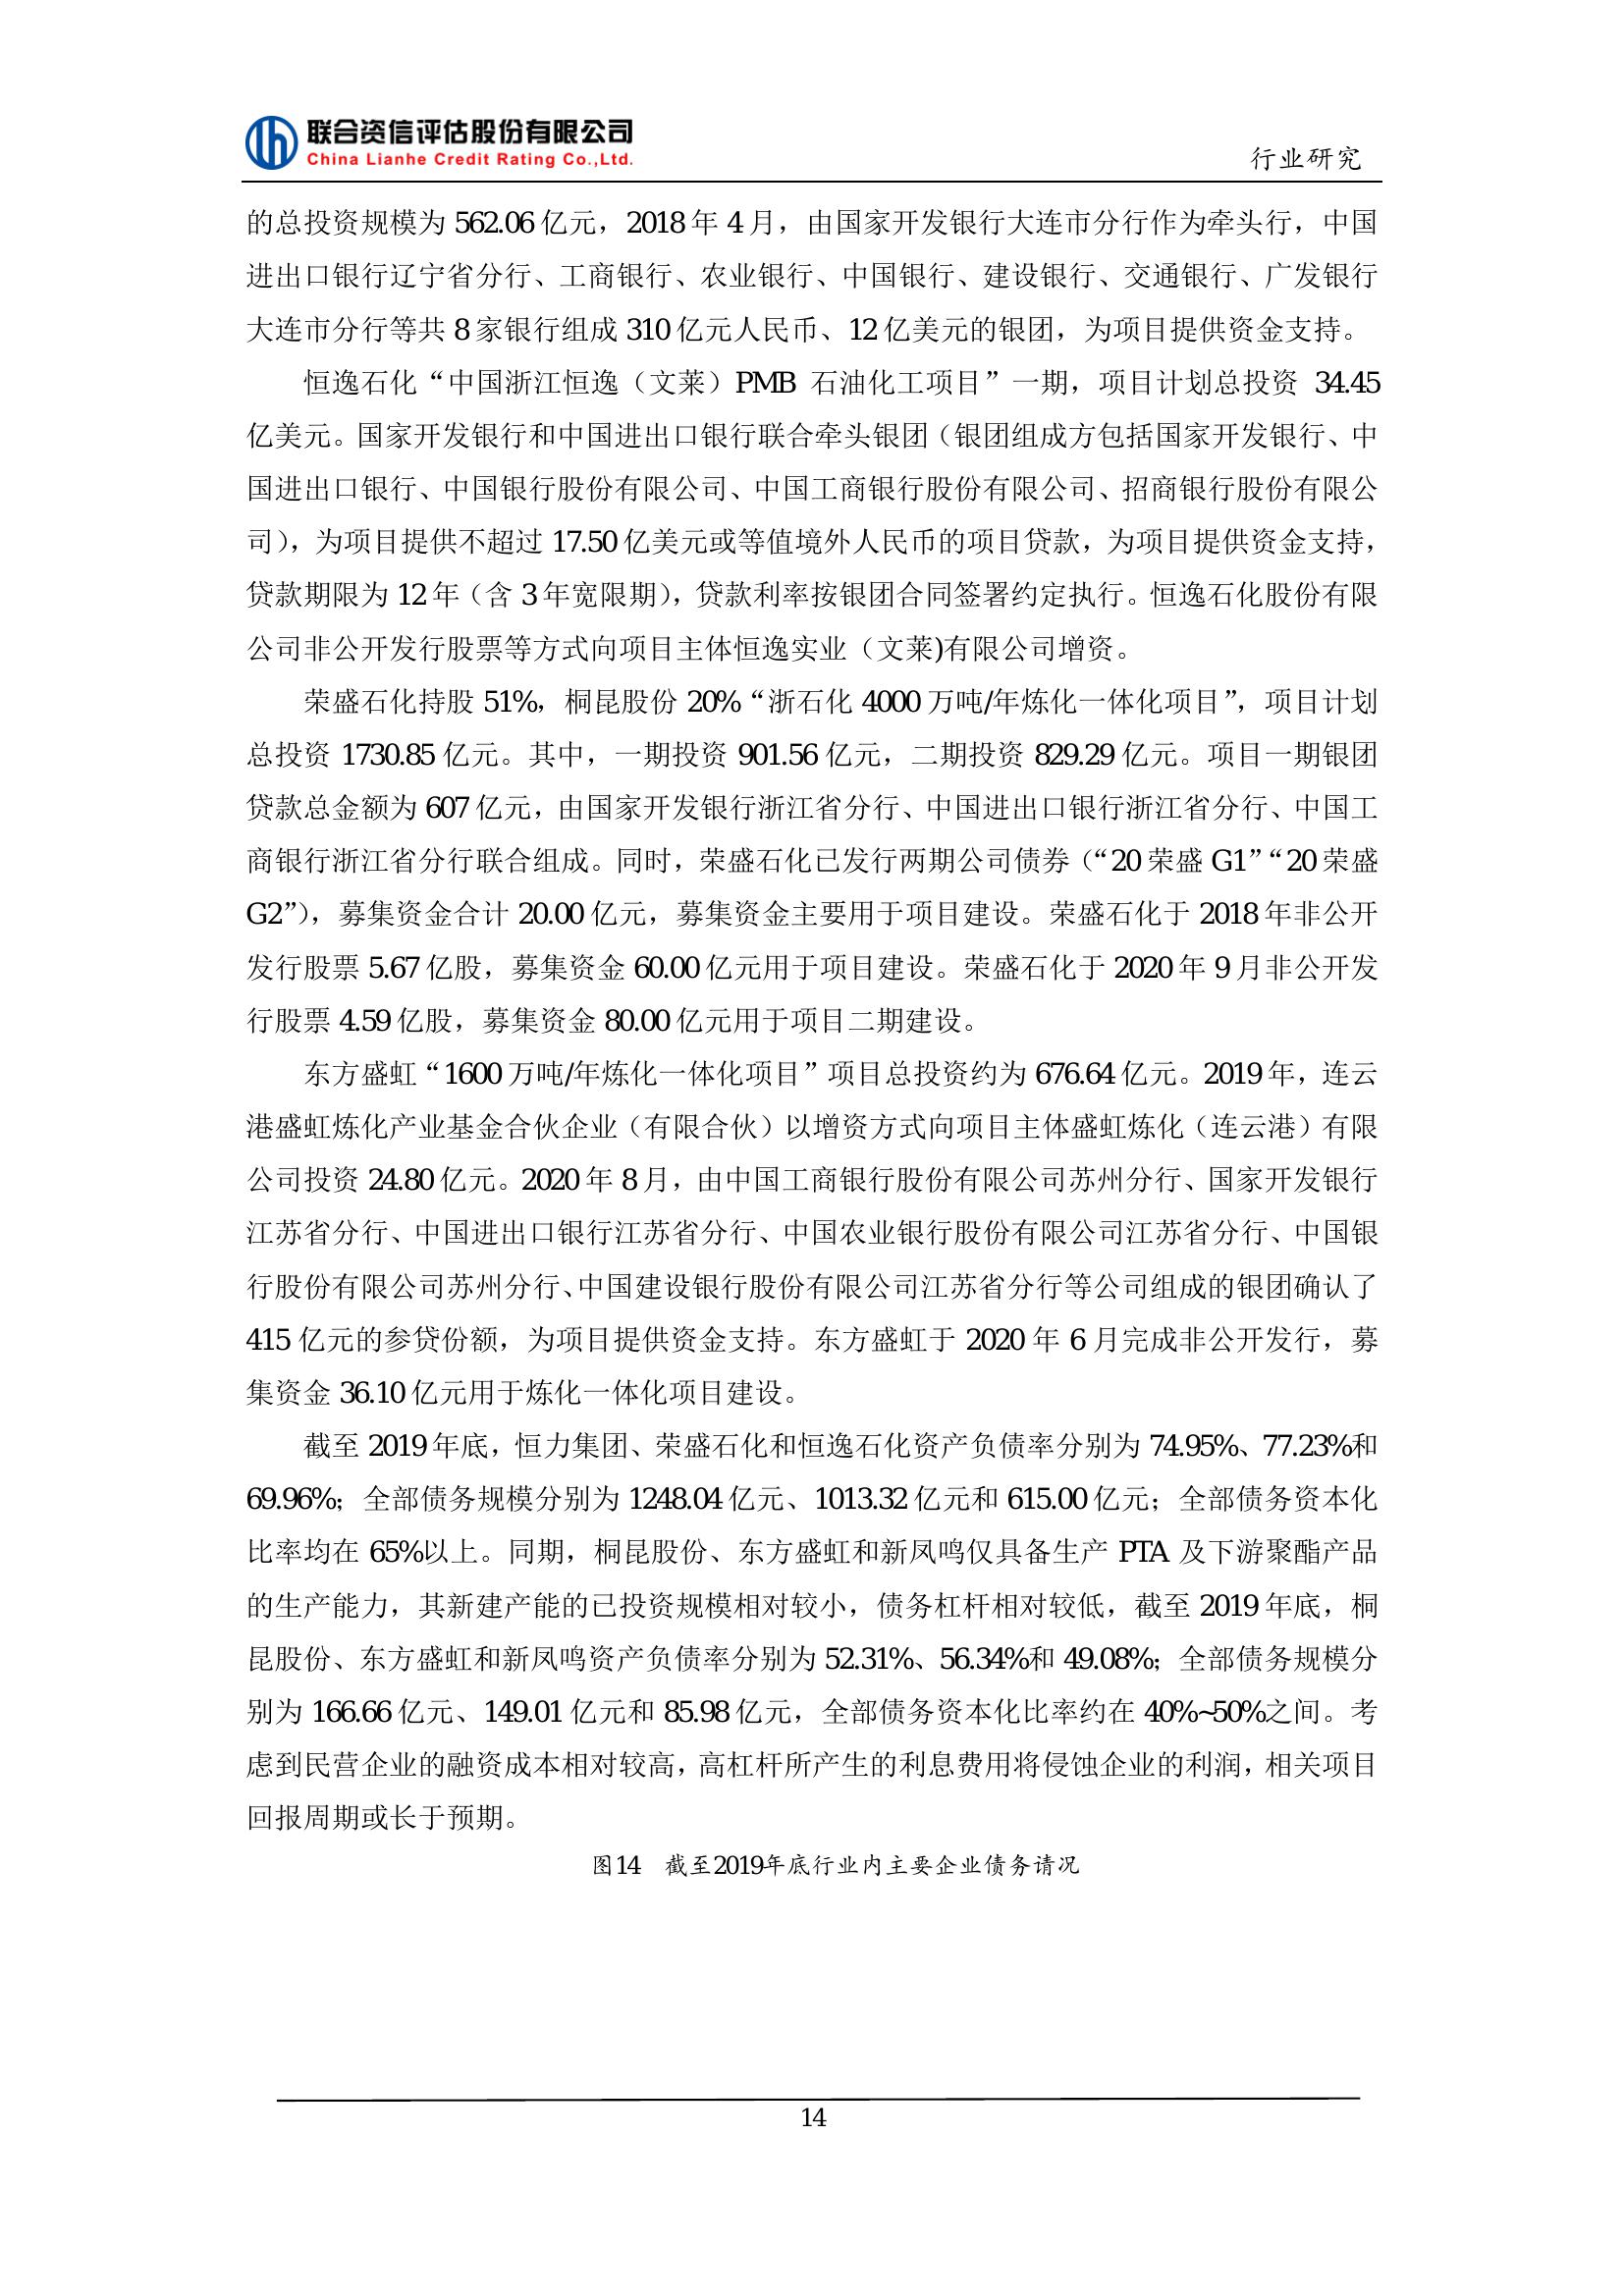 联合资信评估股份有限公司
China Lianhe Credit Rating Co.,Ltd.
行业研究
的总投资规模为 562.06 亿元，2018 年 4 月，由国家开发银行大连市分行作为牵头行，中国
进出口银行辽宁省分行、工商银行、农业银行、中国银行、建设银行、交通银行、广发银行
大连市分行等共 8 家银行组成 310 亿元人民币、12 亿美元的银团，为项目提供资金支持。
恒逸石化“中国浙江恒逸（文莱）PMB 石油化工项目”一期，项目计划总投资 34.45
亿美元。国家开发银行和中国进出口银行联合牵头银团（银团组成方包括国家开发银行、中
国进出口银行、中国银行股份有限公司、中国工商银行股份有限公司、招商银行股份有限公
司），为项目提供不超过 17.50 亿美元或等值境外人民币的项目贷款，为项目提供资金支持，
贷款期限为 12 年（含 3 年宽限期），贷款利率按银团合同签署约定执行。恒逸石化股份有限
公司非公开发行股票等方式向项目主体恒逸实业（文莱)有限公司增资。
荣盛石化持股 51%，桐昆股份 20%“浙石化 4000 万吨/年炼化一体化项目”，项目计划
总投资 1730.85 亿元。其中，一期投资 901.56 亿元，二期投资 829.29 亿元。项目一期银团
贷款总金额为 607 亿元，由国家开发银行浙江省分行、中国进出口银行浙江省分行、中国工
商银行浙江省分行联合组成。同时，荣盛石化已发行两期公司债券（“20 荣盛 G1”“20 荣盛
G2”），募集资金合计 20.00 亿元，募集资金主要用于项目建设。荣盛石化于 2018 年非公开
发行股票 5.67 亿股，募集资金 60.00 亿元用于项目建设。荣盛石化于 2020 年 9 月非公开发
行股票 4.59 亿股，募集资金 80.00 亿元用于项目二期建设。
东方盛虹“1600 万吨/年炼化一体化项目”项目总投资约为 676.64 亿元。2019 年，连云
港盛虹炼化产业基金合伙企业（有限合伙）以增资方式向项目主体盛虹炼化（连云港）有限
公司投资 24.80 亿元。2020 年 8 月，由中国工商银行股份有限公司苏州分行、国家开发银行
江苏省分行、中国进出口银行江苏省分行、中国农业银行股份有限公司江苏省分行、中国银
行股份有限公司苏州分行、中国建设银行股份有限公司江苏省分行等公司组成的银团确认了
415 亿元的参贷份额，为项目提供资金支持。东方盛虹于 2020 年 6 月完成非公开发行，募
集资金 36.10 亿元用于炼化一体化项目建设。
截至 2019 年底，恒力集团、荣盛石化和恒逸石化资产负债率分别为 74.95%、77.23%和
69.96%；全部债务规模分别为 1248.04 亿元、1013.32 亿元和 615.00 亿元；全部债务资本化
比率均在 65%以上。同期，桐昆股份、东方盛虹和新凤鸣仅具备生产 PTA 及下游聚酯产品
的生产能力，其新建产能的已投资规模相对较小，债务杠杆相对较低，截至 2019 年底，桐
昆股份、东方盛虹和新凤鸣资产负债率分别为 52.31%、56.34%和 49.08%；全部债务规模分
别为 166.66 亿元、149.01 亿元和 85.98 亿元，全部债务资本化比率约在 40%~50%之间。考
虑到民营企业的融资成本相对较高，高杠杆所产生的利息费用将侵蚀企业的利润，相关项目
回报周期或长于预期。
图14　截至2019年底行业内主要企业债务请况
14